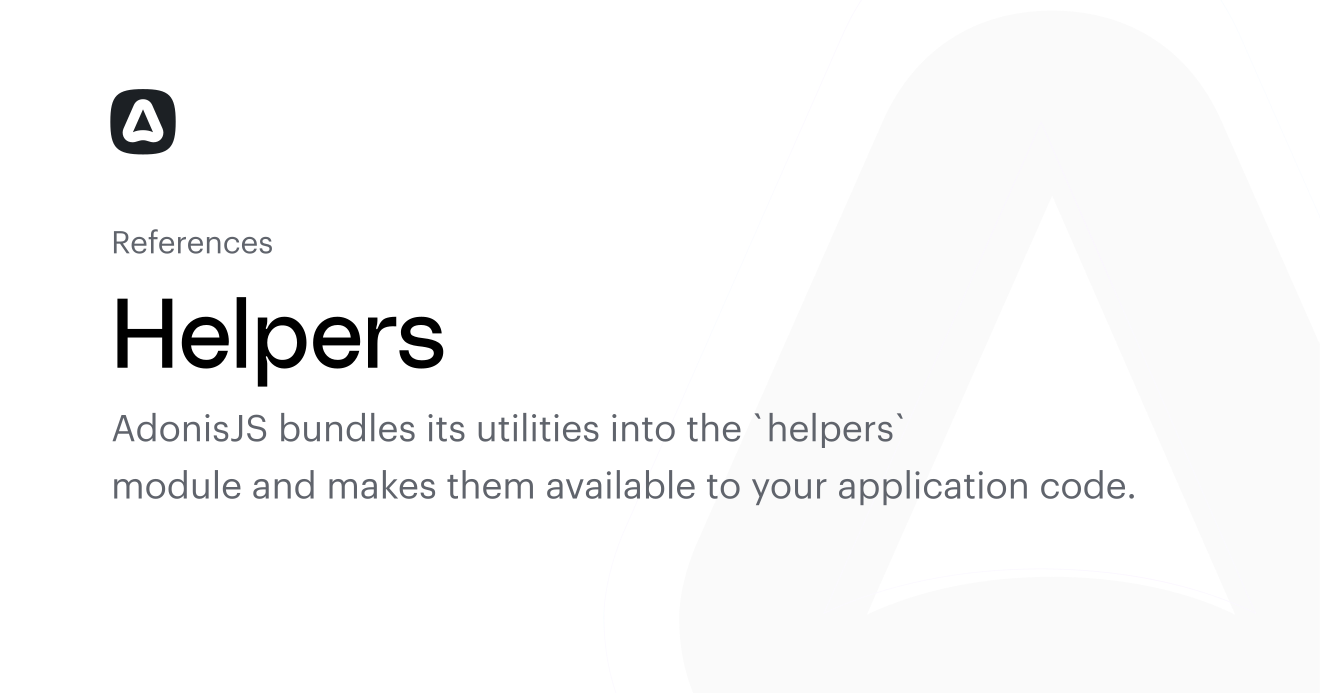 References
Helpers
AdonisJS bundles its utilities into the `helpers`
module and makes them available to your application code.